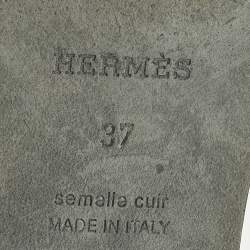 HERMÈS
37
semelle cuir
MADE IN ITALY